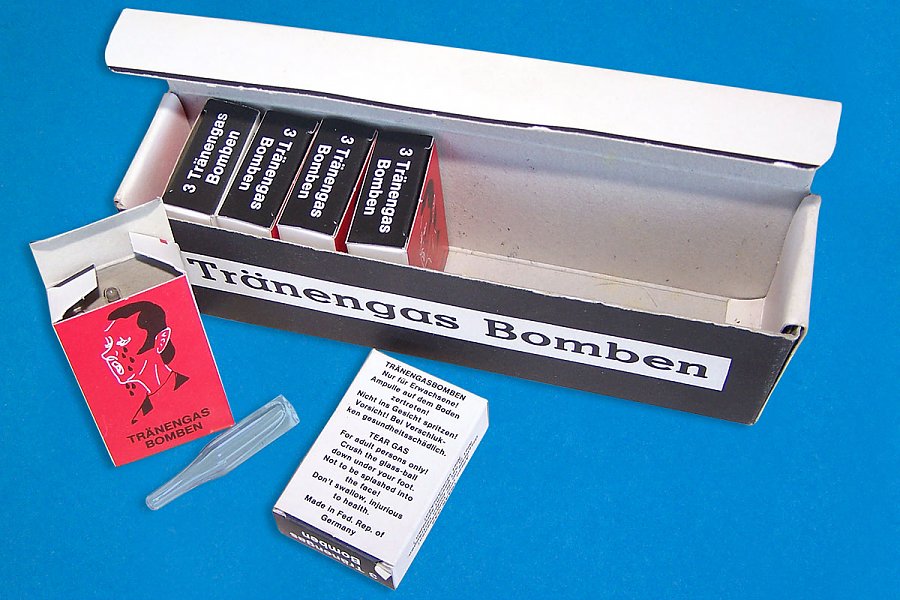 3 Tränengas
Bomben
3 Tränengas
Bomben
3 Tränengas
Bomben
3 Tränengas
Bomben
Tränengas Bomben
TRÄNENGAS
BOMBEN
TRÄNENGASBOMBEN
Nur für Erwachsene!
Ampulle auf dem Boden
zertreten!
Nicht ins Gesicht spritzen!
Vorsicht! Bei Verschluk-
ken gesundheitsschädlich.
TEAR GAS
For adult persons only!
Crush the glass-ball
down under your foot.
Not to be splashed into
the face!
Don't swallow, injurious
to health.
Made in Fed. Rep. of
Germany
3 Tränengas
Bomben